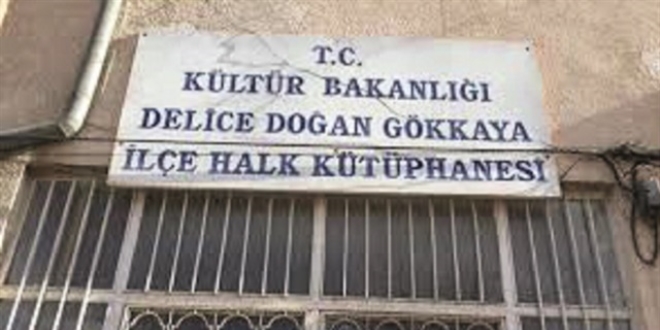 T.C.
KÜLTÜR BAKANLIĞI
DELİCE DOĞAN GÖKKAYA
İLÇE HALK KÜTÜPHANESİ